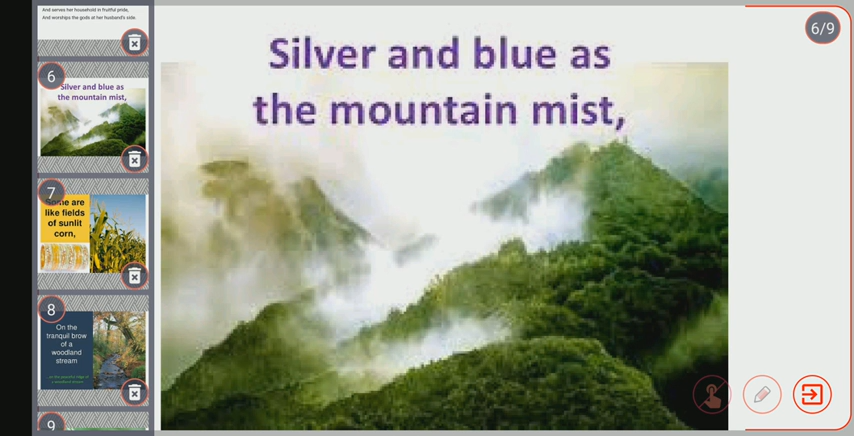 And serves her household in fruitful pride,
And worships the gods at her husband's side.
6
Silver and blue as
the mountain mist,
7
Some are
like fields
of sunlit
corn,
8
On the
tranquil brow
of a
woodland
stream
9
Silver and blue as
the mountain mist,
6/9